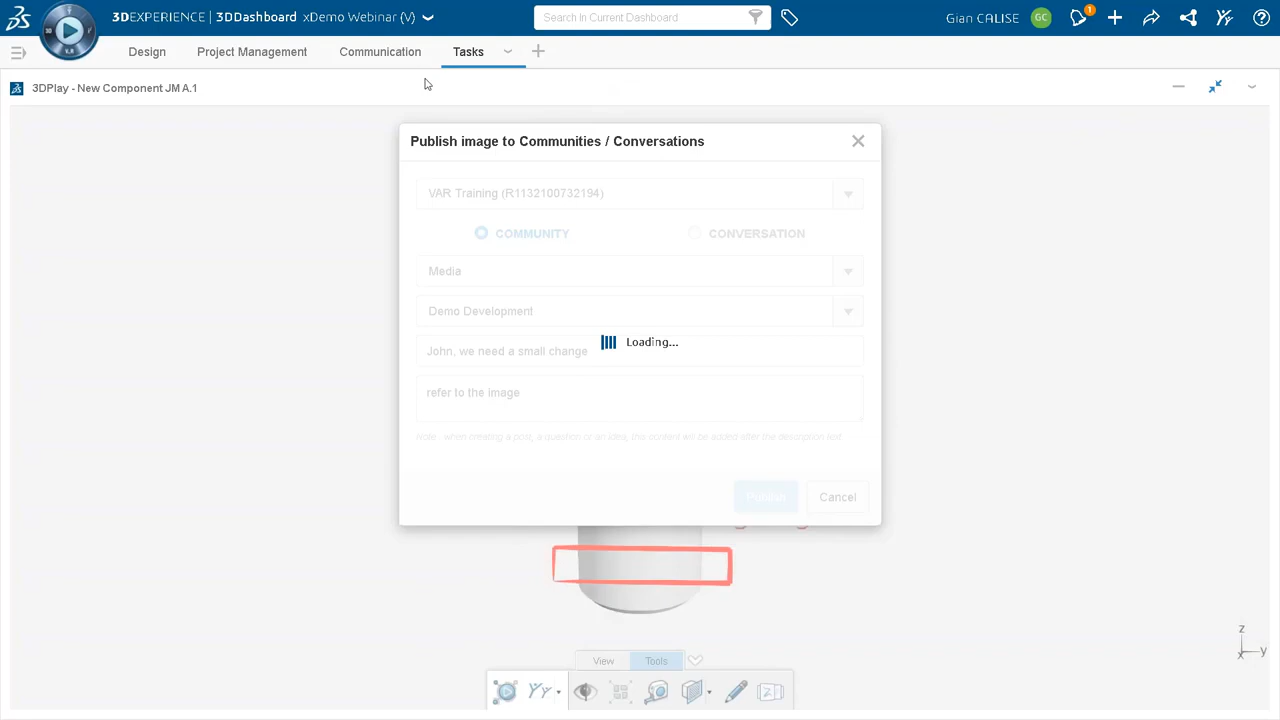 3DEXPERIENCE | 3DDashboard xDemo Webinar (V)
Search In Current Dashboard
Gian CALISE GC 1
3D V.R
Design Project Management Communication Tasks
3DPlay - New Component JM A.1
Publish image to Communities / Conversations
VAR Training (R1132100732194)
COMMUNITY CONVERSATION
Media
Demo Development
Loading...
John, we need a small change
refer to the image
Note : when creating a post, a question or an idea, this content will be added after the description text.
Publish Cancel
z
x y
View Tools